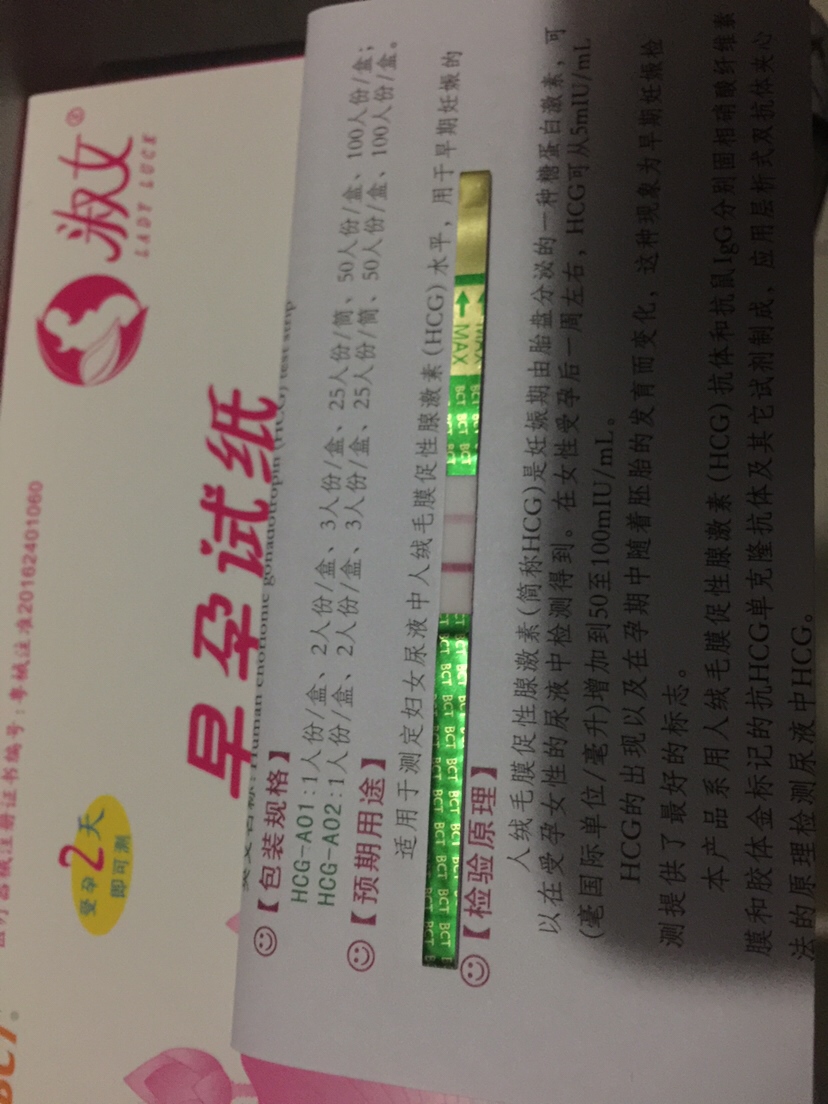 淑女®
LADY LUCK
早孕试纸
受孕2天
即可测
【包装规格】
HCG-A01:1人份/盒、2人份/盒、3人份/盒、25人份/筒、50人份/盒、100人份/盒;
HCG-A02:1人份/盒、2人份/盒、3人份/盒、25人份/筒、50人份/盒、100人份/盒。
【预期用途】
适用于测定妇女尿液中人绒毛膜促性腺激素(HCG)水平,用于早期妊娠的
MAX
BCT BCT BCT
【检验原理】
人绒毛膜促性腺激素(简称HCG)是妊娠期由胎盘分泌的一种糖蛋白激素,可
以在受孕女性的尿液中检测得到。在女性受孕后一周左右,HCG可从5mIU/mL
(毫国际单位/毫升)增加到50至100mIU/mL。
HCG的出现以及在孕期中随着胚胎的发育而变化,这种现象为早期妊娠检
测提供了最好的标志。
本产品系用人绒毛膜促性腺激素(HCG)抗体和抗鼠IgG分别固相硝酸纤维素
膜和胶体金标记的抗HCG单克隆抗体及其它试剂制成,应用层析式双抗体夹心
法的原理检测尿液中HCG。